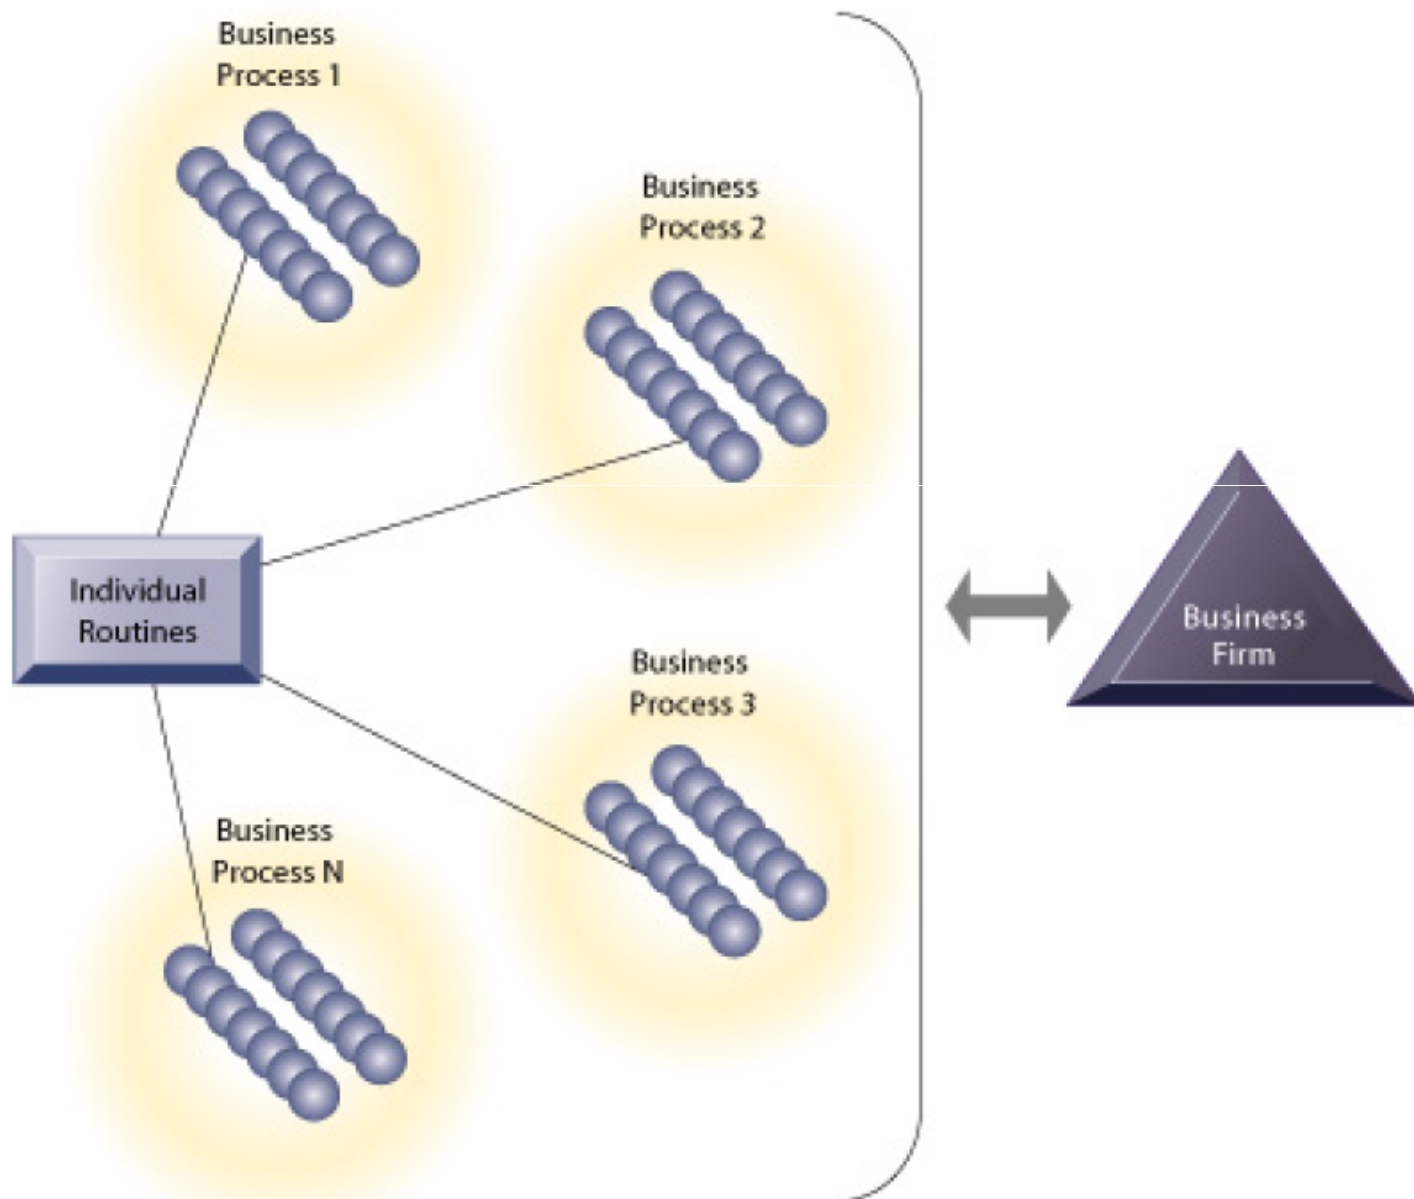 Business
Process 1
Business
Process 2
Individual
Routines
Business
Firm
Business
Process 3
Business
Process N